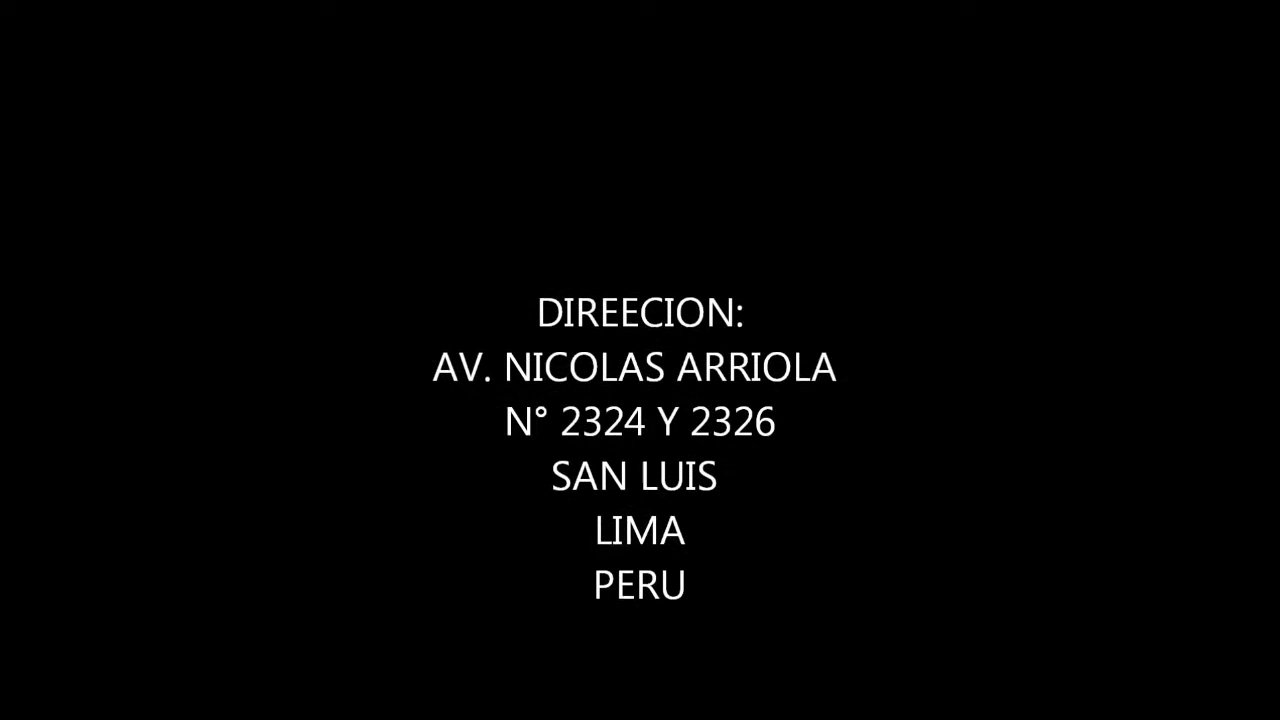 DIREECION:
AV. NICOLAS ARRIOLA
N° 2324 Y 2326
SAN LUIS
LIMA
PERU